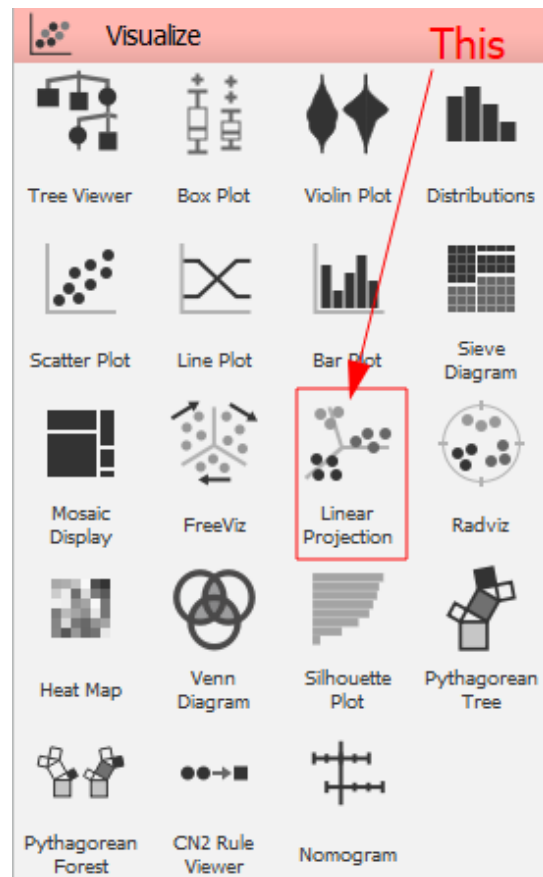 Visualize
This
Tree Viewer
Box Plot
Violin Plot
Distributions
Scatter Plot
Line Plot
Bar Plot
Sieve
Diagram
Mosaic
Display
FreeViz
Linear
Projection
Radviz
Heat Map
Venn
Diagram
Silhouette
Plot
Pythagorean
Tree
Pythagorean
Forest
CN2 Rule
Viewer
Nomogram